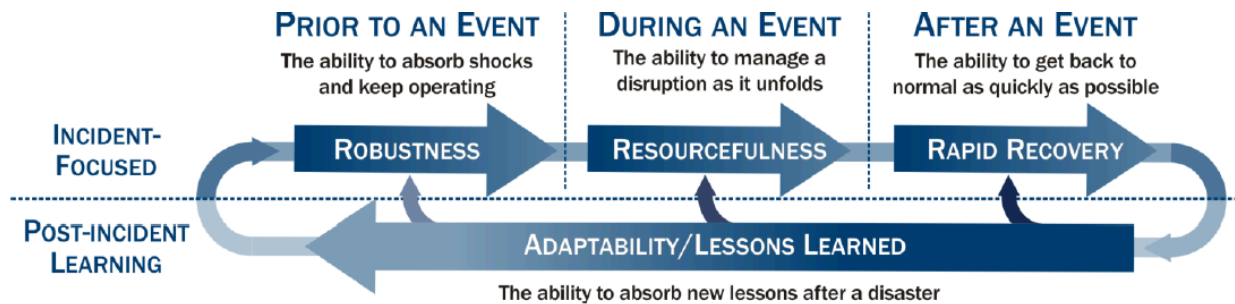 PRIOR TO AN EVENT
The ability to absorb shocks
and keep operating
DURING AN EVENT
The ability to manage a
disruption as it unfolds
AFTER AN EVENT
The ability to get back to
normal as quickly as possible
INCIDENT-
FOCUSED
ROBUSTNESS
RESOURCEFULNESS
RAPID RECOVERY
POST-INCIDENT
LEARNING
ADAPTABILITY/LESSONS LEARNED
The ability to absorb new lessons after a disaster